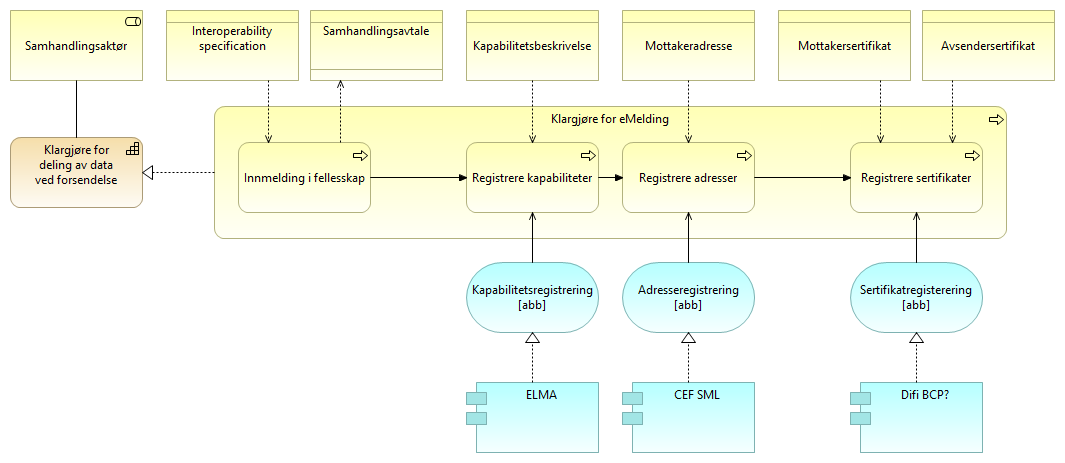 Samhandlingsaktør
Interoperability
specification
Samhandlingsavtale
Kapabilitetsbeskrivelse
Mottakeradresse
Mottakersertifikat
Avsendersertifikat
Klargjøre for
deling av data
ved forsendelse
Klargjøre for eMelding
Innmelding i fellesskap
Registrere kapabiliteter
Registrere adresser
Registrere sertifikater
Kapabilitetsregistrering
[abb]
Adresseregistrering
[abb]
Sertifikatregisterering
[abb]
ELMA
CEF SML
Difi BCP?